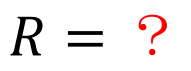 R = ?